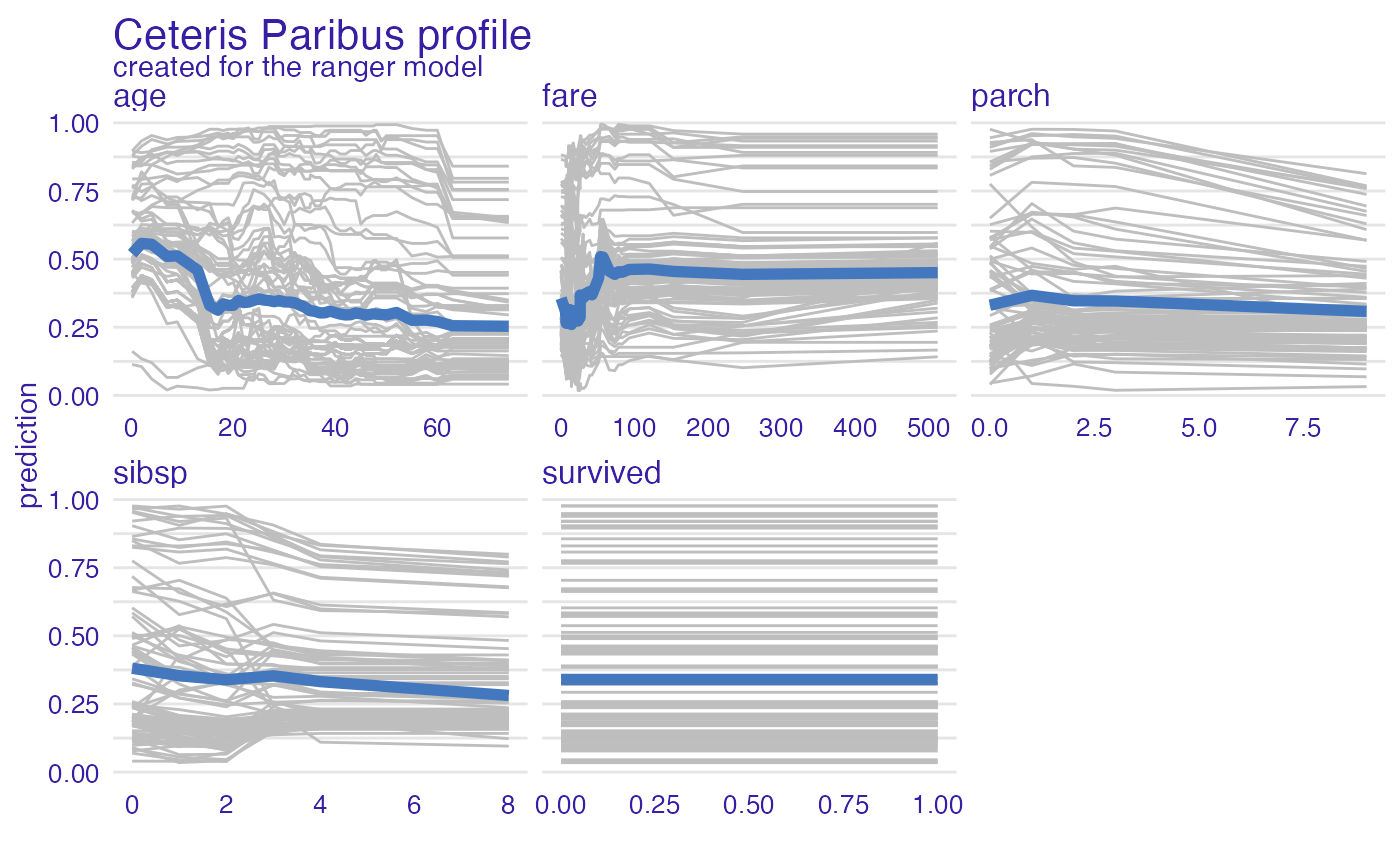 Ceteris Paribus profile
created for the ranger model
age fare parch
1.00
0.75
0.50
0.25
0.00
0 20 40 60 0 100 200 300 400 500 0.0 2.5 5.0 7.5
prediction
sibsp survived
1.00
0.75
0.50
0.25
0.00
0 2 4 6 8 0.00 0.25 0.50 0.75 1.00